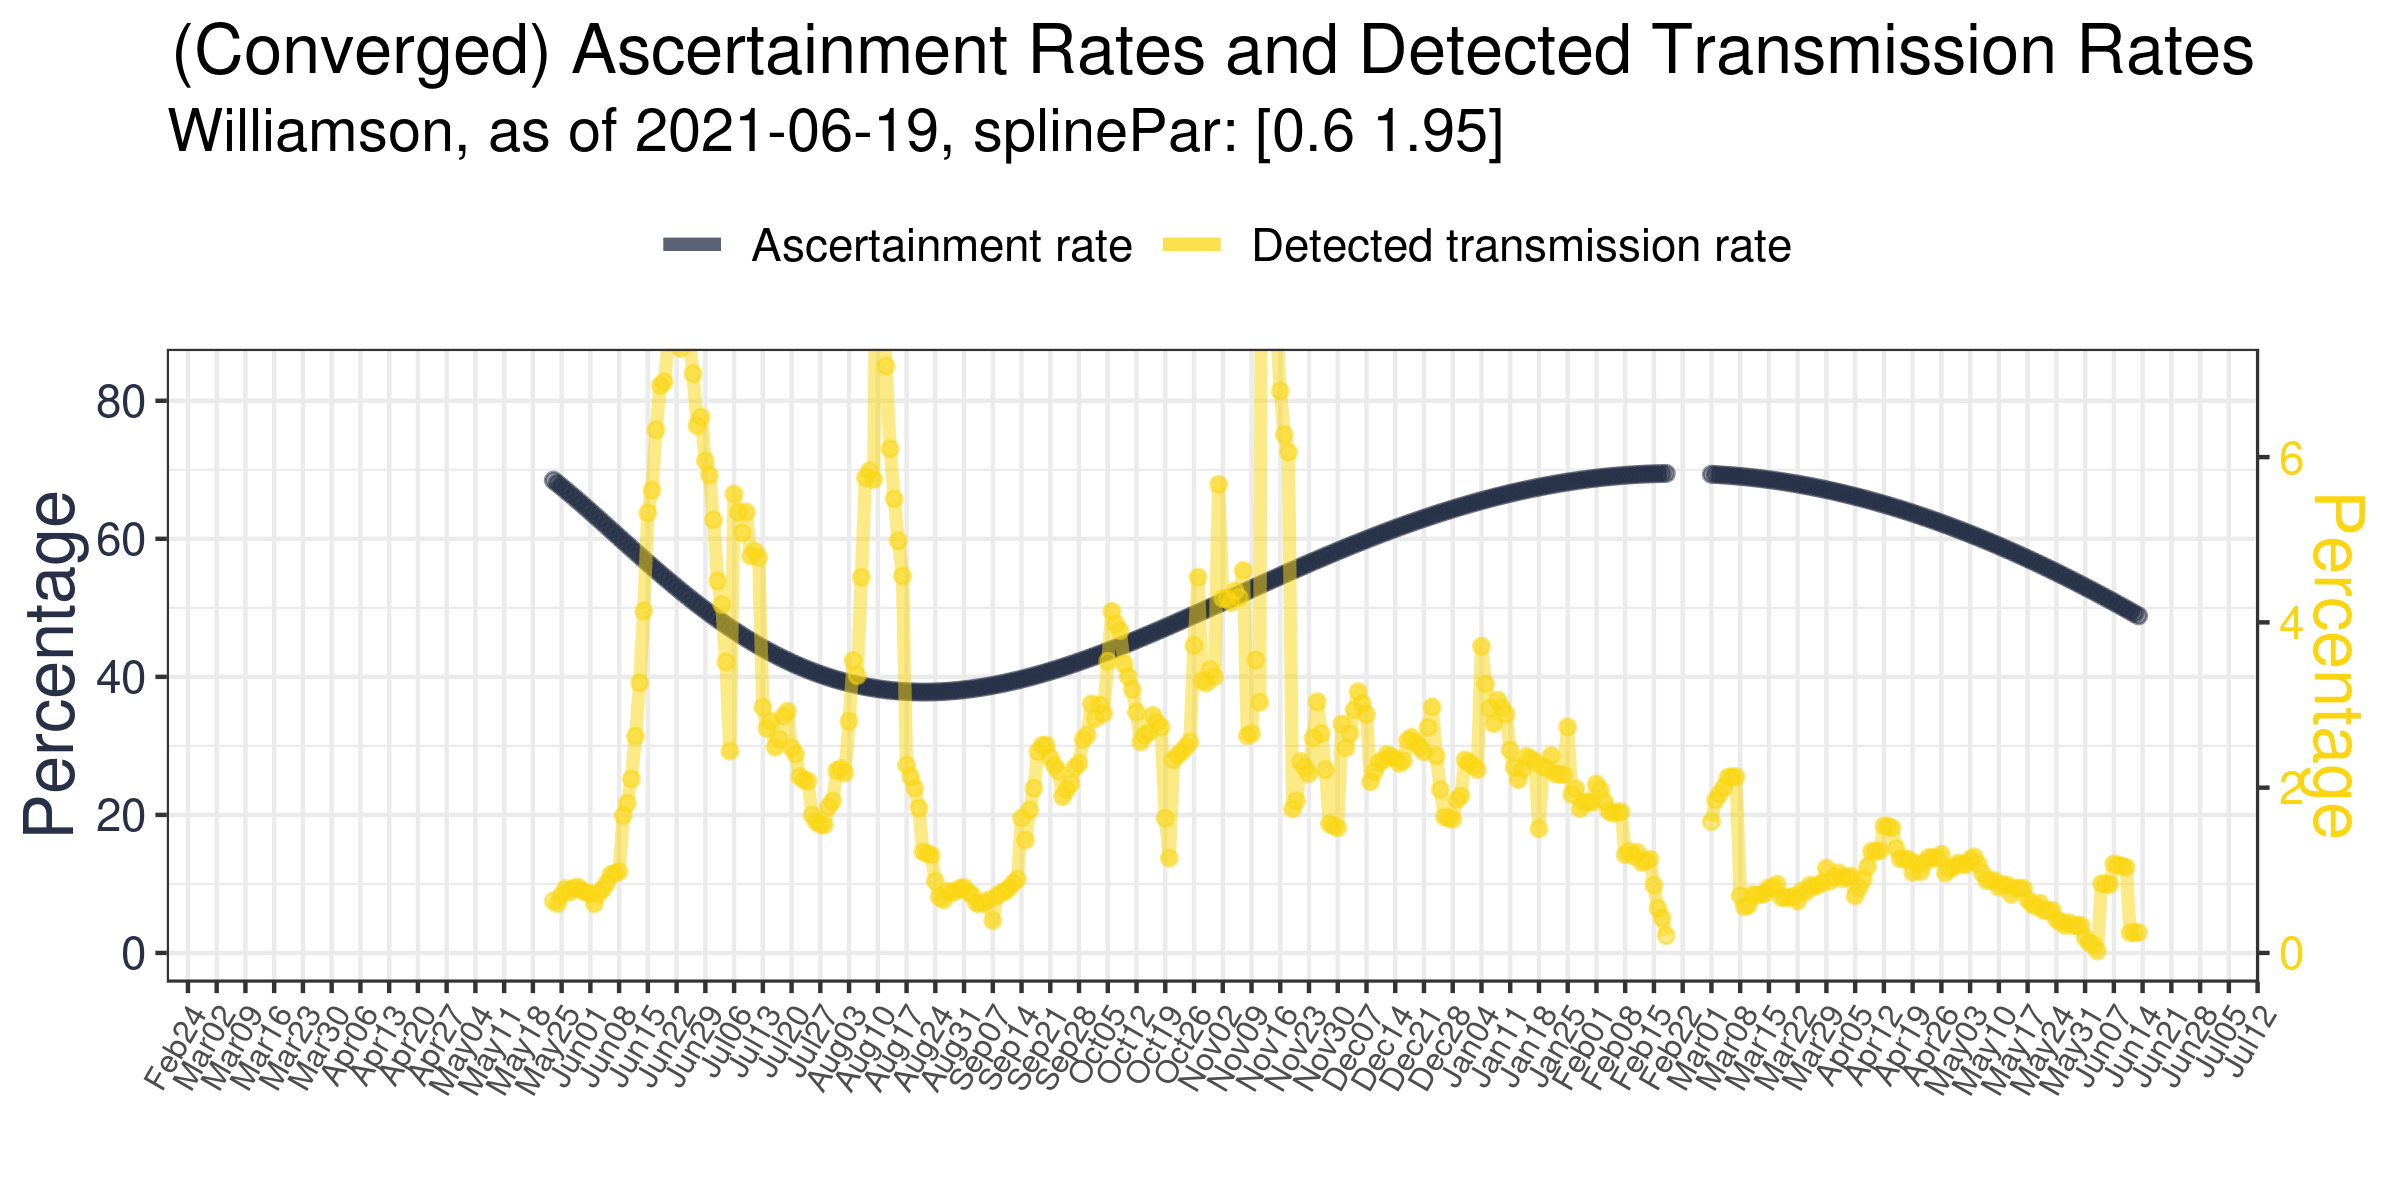 (Converged) Ascertainment Rates and Detected Transmission Rates
Williamson, as of 2021-06-19, splinePar: [0.6 1.95]
Ascertainment rate
Detected transmission rate
Percentage
80
60
40
20
0
6
4
2
0
Percentage
Feb24
Mar02
Mar09
Mar16
Mar23
Mar30
Apr06
Apr13
Apr20
Apr27
May04
May11
May18
May25
Jun01
Jun08
Jun15
Jun22
Jun29
Jul06
Jul13
Jul20
Jul27
Aug03
Aug10
Aug17
Aug24
Aug31
Sep07
Sep14
Sep21
Sep28
Oct05
Oct12
Oct19
Oct26
Nov02
Nov09
Nov16
Nov23
Nov30
Dec07
Dec14
Dec21
Dec28
Jan04
Jan11
Jan18
Jan25
Feb01
Feb08
Feb15
Feb22
Mar01
Mar08
Mar15
Mar22
Mar29
Apr05
Apr12
Apr19
Apr26
May03
May10
May17
May24
May31
Jun07
Jun14
Jun21
Jun28
Jul05
Jul12